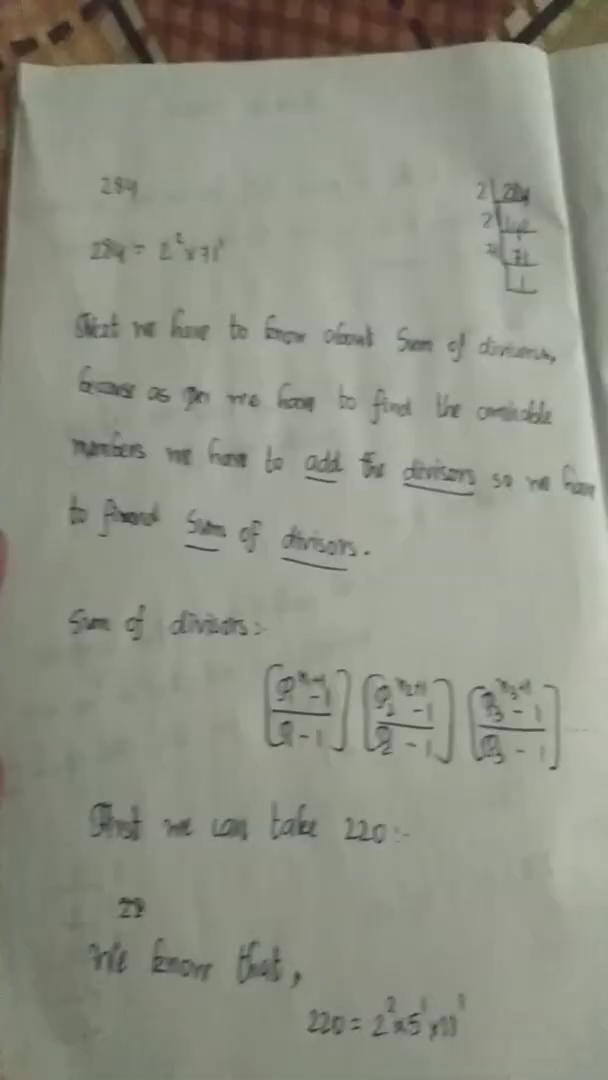 284
2 284
284 = 2² x 71¹
2 142
71 71
1
Next we have to know about Sum of divisors,
because as we have to find the amicable
numbers we have to add the divisors so we have
to found Sum of divisors.
Sum of divisors:-
[P₁^(n₁+1) - 1 / P₁ - 1] [P₂^(n₂+1) - 1 / P₂ - 1] [P₃^(n₃+1) - 1 / P₃ - 1]
First we can take 220:-
We know that,
220 = 2² x 5¹ x 11¹